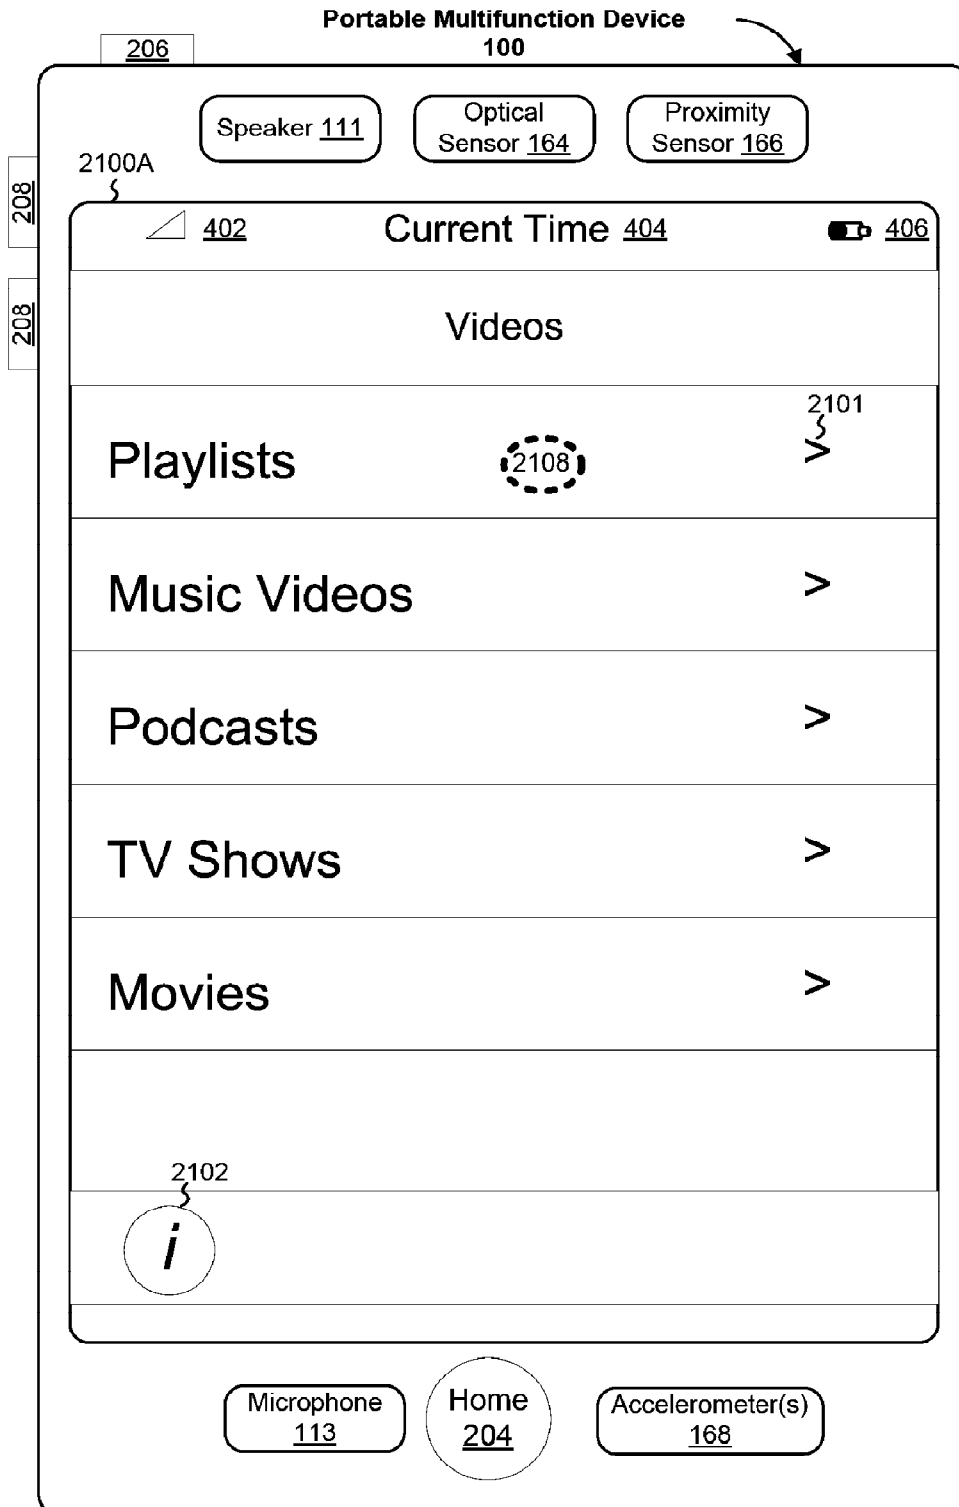 Portable Multifunction Device
100
206
Speaker 111
Optical
Sensor 164
Proximity
Sensor 166
2100A
208
402
Current Time 404
406
208
Videos
2101
Playlists
2108
>
Music Videos
>
Podcasts
>
TV Shows
>
Movies
>
2102
i
Microphone
113
Home
204
Accelerometer(s)
168